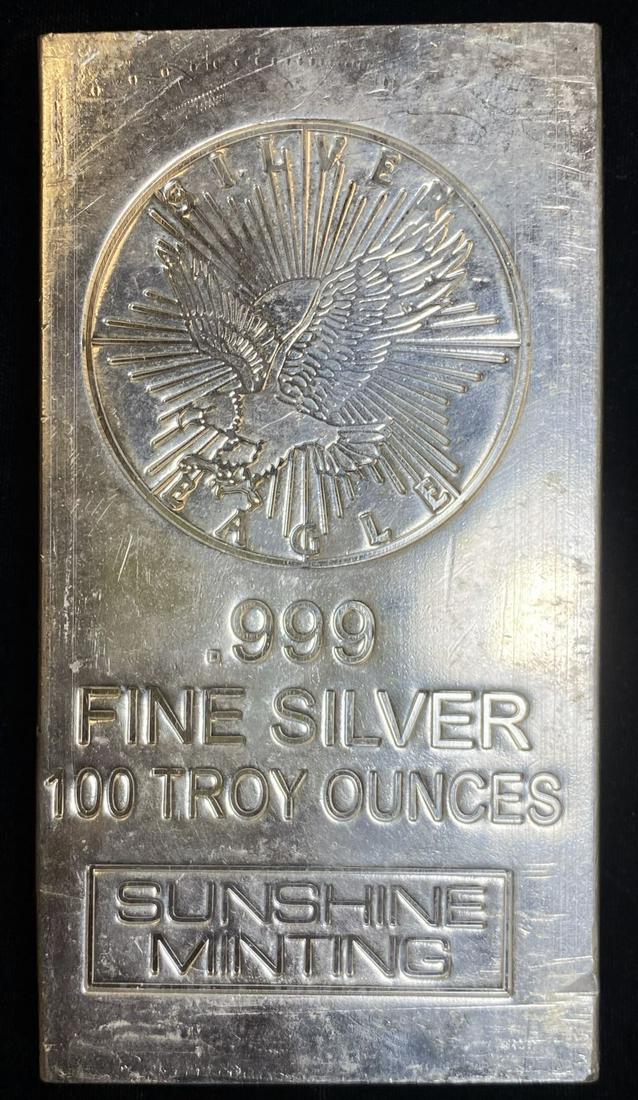 SILVER
EAGLE
.999
FINE SILVER
100 TROY OUNCES
SUNSHINE
MINTING